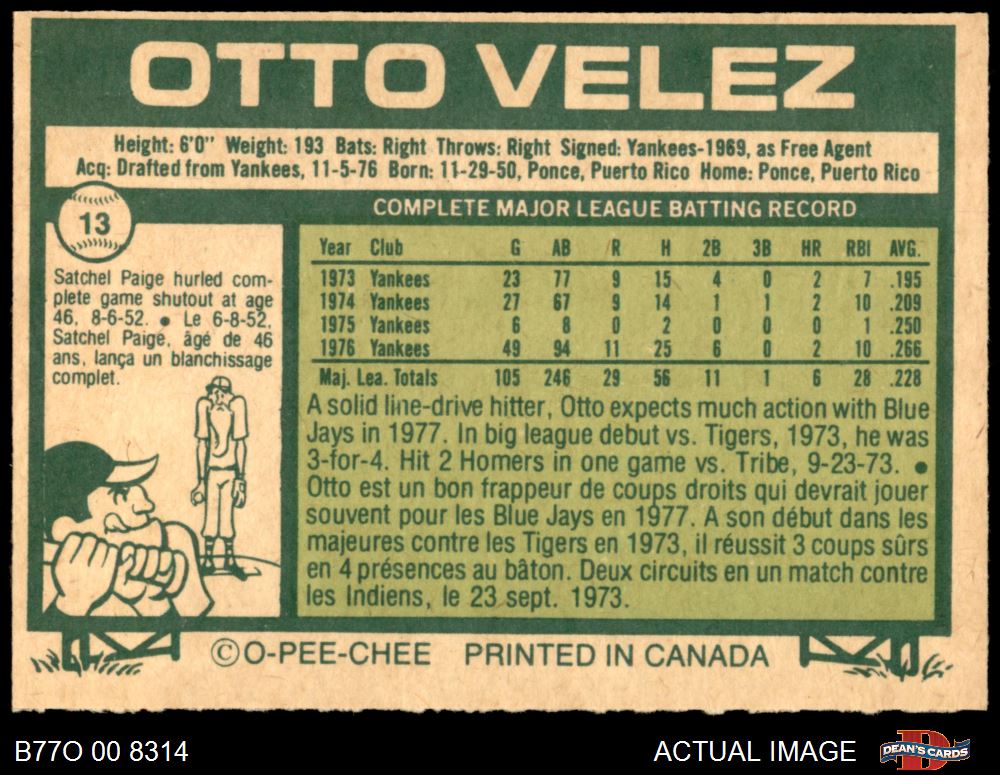 OTTO VELEZ
Height: 6'0" Weight: 193 Bats: Right Throws: Right Signed: Yankees-1969, as Free Agent
Acq: Drafted from Yankees, 11-5-76 Born: 11-29-50, Ponce, Puerto Rico Home: Ponce, Puerto Rico
13
Satchel Paige hurled com-
plete game shutout at age
46, 8-6-52. • Le 6-8-52,
Satchel Paige, âgé de 46
ans, lança un blanchissage
complet.
COMPLETE MAJOR LEAGUE BATTING RECORD
Year Club G AB R H 2B 3B HR RBI AVG.
1973 Yankees 23 77 9 15 4 0 2 7 .195
1974 Yankees 27 67 9 14 1 1 2 10 .209
1975 Yankees 6 8 0 2 0 0 0 1 .250
1976 Yankees 49 94 11 25 6 0 2 10 .266
Maj. Lea. Totals 105 246 29 56 11 1 6 28 .228
A solid line-drive hitter, Otto expects much action with Blue
Jays in 1977. In big league debut vs. Tigers, 1973, he was
3-for-4. Hit 2 Homers in one game vs. Tribe, 9-23-73. •
Otto est un bon frappeur de coups droits qui devrait jouer
souvent pour les Blue Jays en 1977. A son début dans les
majeures contre les Tigers en 1973, il réussit 3 coups sûrs
en 4 présences au bâton. Deux circuits en un match contre
les Indiens, le 23 sept. 1973.
©O-PEE-CHEE PRINTED IN CANADA
B77O 00 8314
ACTUAL IMAGE
DEAN'S CARDS